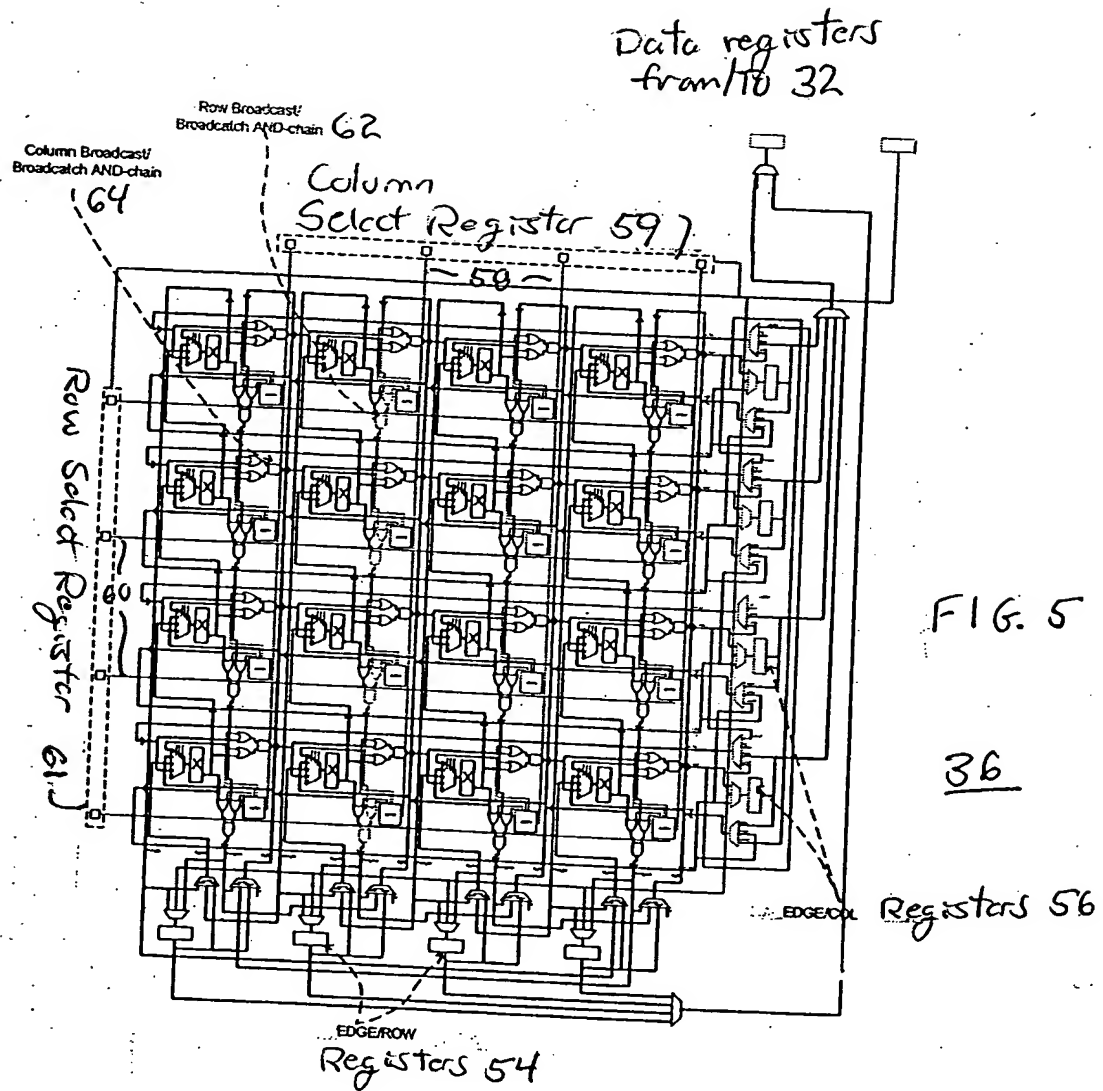 Data registers
from/to 32
Row Broadcast/
Broadcatch AND-chain 62
Column Broadcast/
Broadcatch AND-chain
64
Column
Select Register 59
58
Row Select Register 61
60
FIG. 5
36
EDGE/COL Registers 56
EDGE/ROW
Registers 54